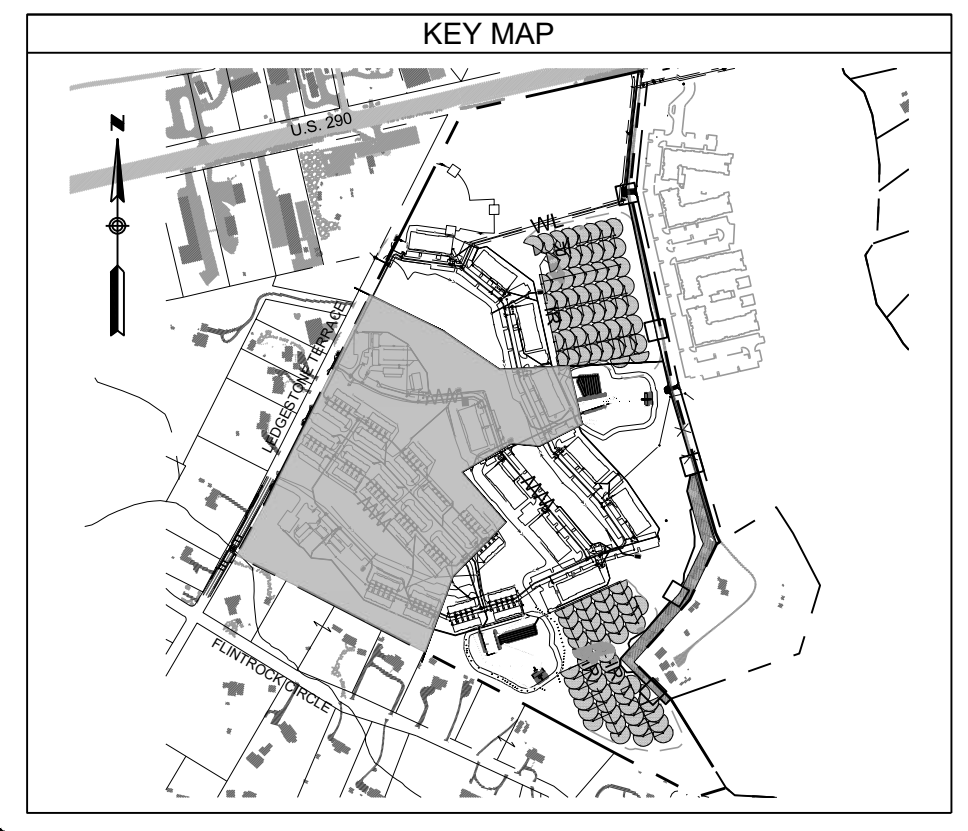 KEY MAP
N
U.S. 290
LEDGESTONE TERRACE
FLINTROCK CIRCLE